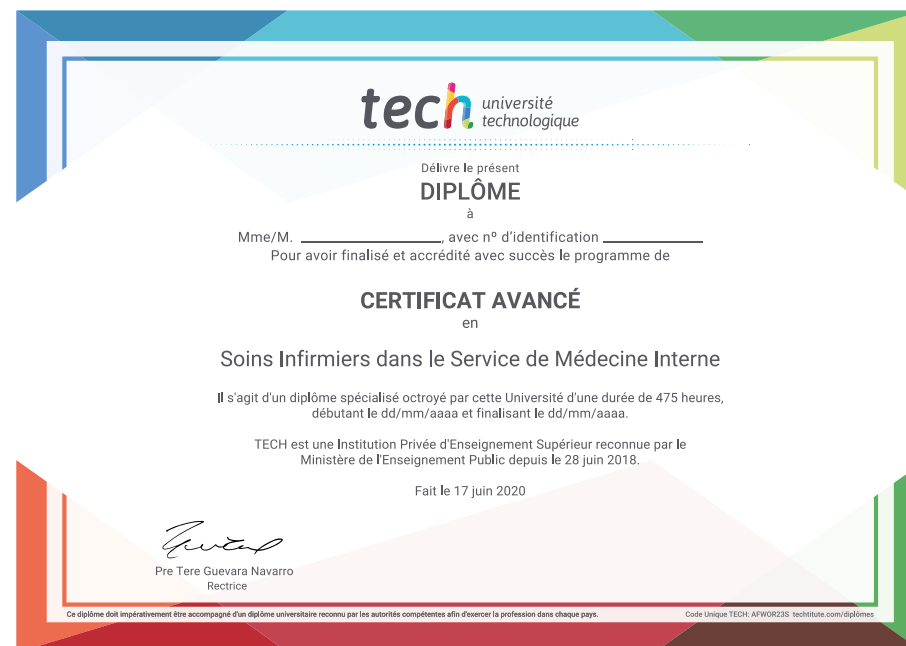 tech université
technologique
Délivre le présent
DIPLÔME
à
Mme/M. ____________________, avec nº d'identification ______________
Pour avoir finalisé et accrédité avec succès le programme de
CERTIFICAT AVANCÉ
en
Soins Infirmiers dans le Service de Médecine Interne
Il s'agit d'un diplôme spécialisé octroyé par cette Université d'une durée de 475 heures,
débutant le dd/mm/aaaa et finalisant le dd/mm/aaaa.
TECH est une Institution Privée d'Enseignement Supérieur reconnue par le
Ministère de l'Enseignement Public depuis le 28 juin 2018.
Fait le 17 juin 2020
Pre Tere Guevara Navarro
Rectrice
Ce diplôme doit impérativement être accompagné d'un diplôme universitaire reconnu par les autorités compétentes afin d'exercer la profession dans chaque pays.
Code Unique TECH: AFWOR23S techtitute.com/diplômes